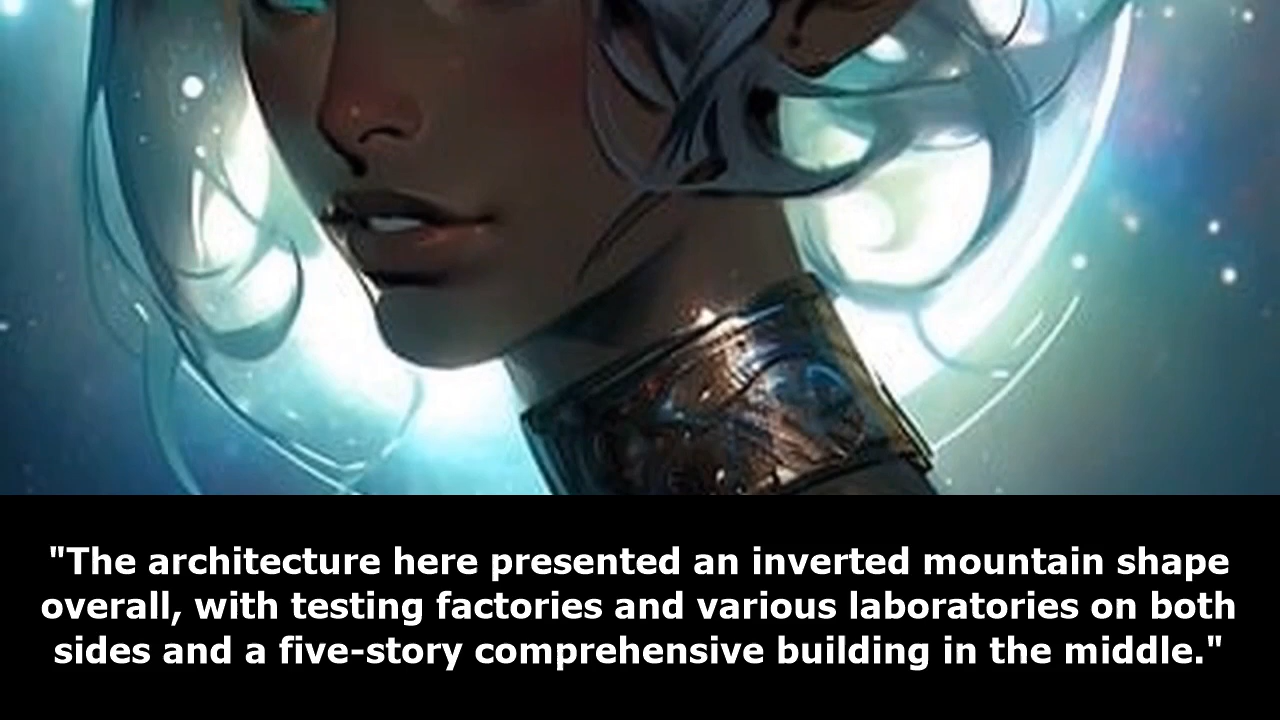 "The architecture here presented an inverted mountain shape
overall, with testing factories and various laboratories on both
sides and a five-story comprehensive building in the middle."